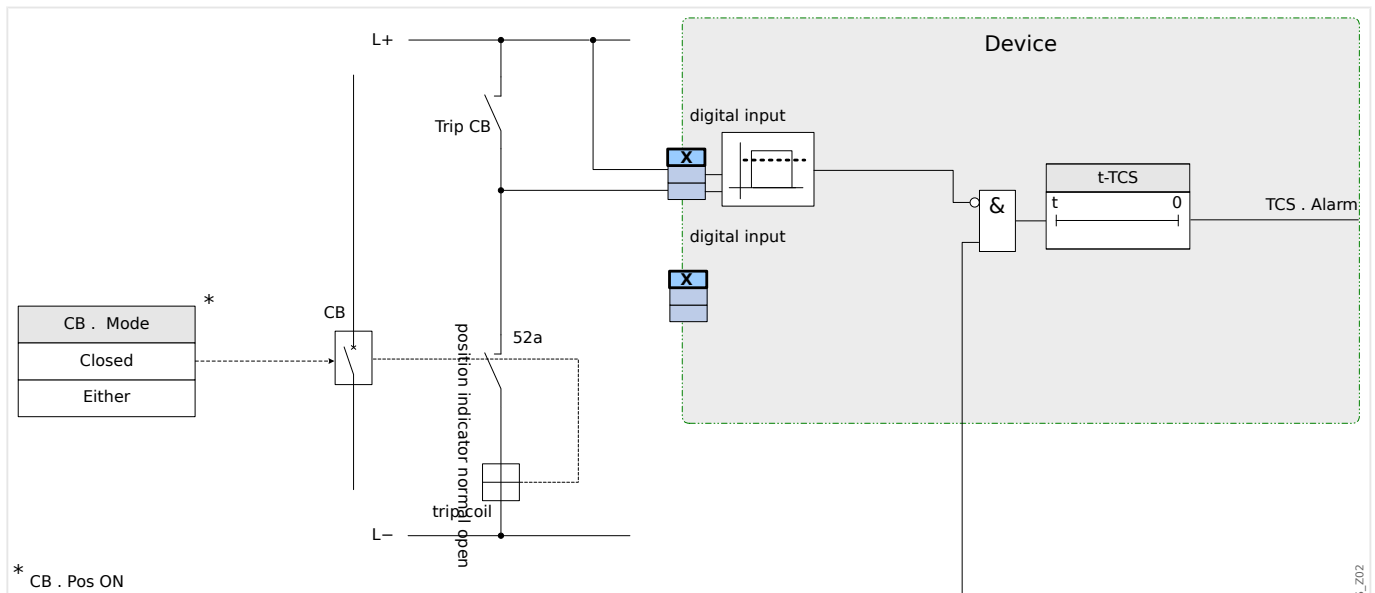 L+
Device
digital input
Trip CB
X
t-TCS
t
0
&
TCS . Alarm
digital input
X
*
CB . Mode
Closed
Either
CB
52a
position indicator normal open
trip coil
L−
*
CB . Pos ON
_Z02